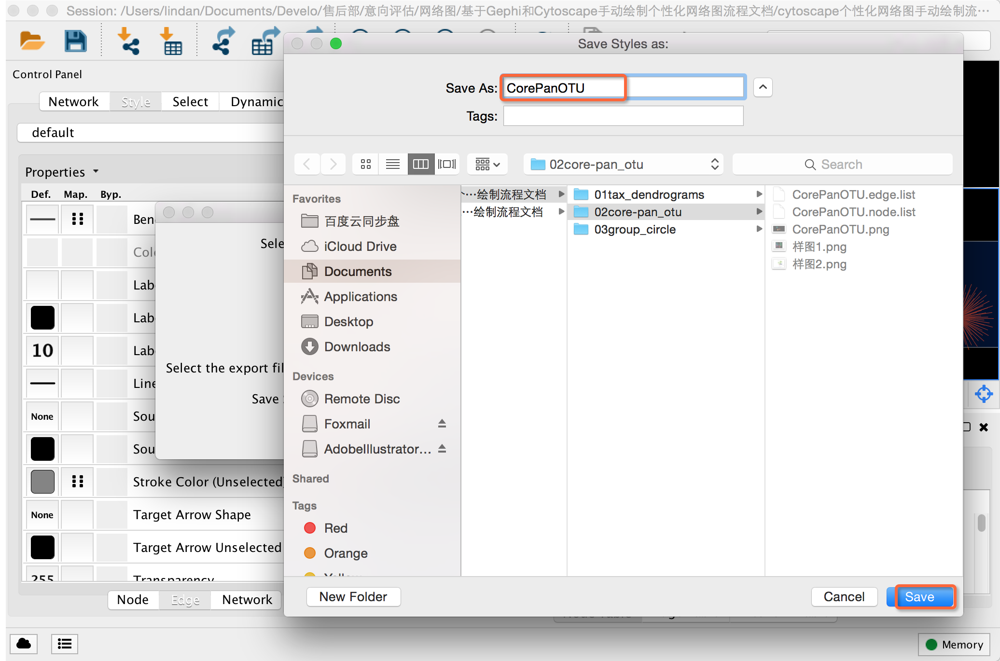 Session: /Users/lindan/Documents/Develo/售后部/意向评估/网络图/基于Gephi和Cytoscape手动绘制个性化网络图流程文档/cytoscape个性化网络图手动绘制流…
Save Styles as:
Control Panel
Save As: CorePanOTU
Network Style Select Dynamic
Tags:
default
02core-pan_otu
Search
Properties
Def. Map. Byp.
Favorites
百度云同步盘
iCloud Drive
Documents
Applications
Desktop
Downloads
Devices
Remote Disc
Foxmail
AdobeIllustrator...
Shared
Tags
Red
Orange
Yellow
…绘制流程文档
…绘制流程文档
01tax_dendrograms
02core-pan_otu
03group_circle
CorePanOTU.edge.list
CorePanOTU.node.list
CorePanOTU.png
样图1.png
样图2.png
Ben
Sele
Colo
Lab
Lab
10 Lab
Select the export fil
Line
Save
None Sou
Sou
Stroke Color (Unselected)
None Target Arrow Shape
Target Arrow Unselected
255 Transparency
New Folder
Cancel
Save
Node Edge Network
Memory